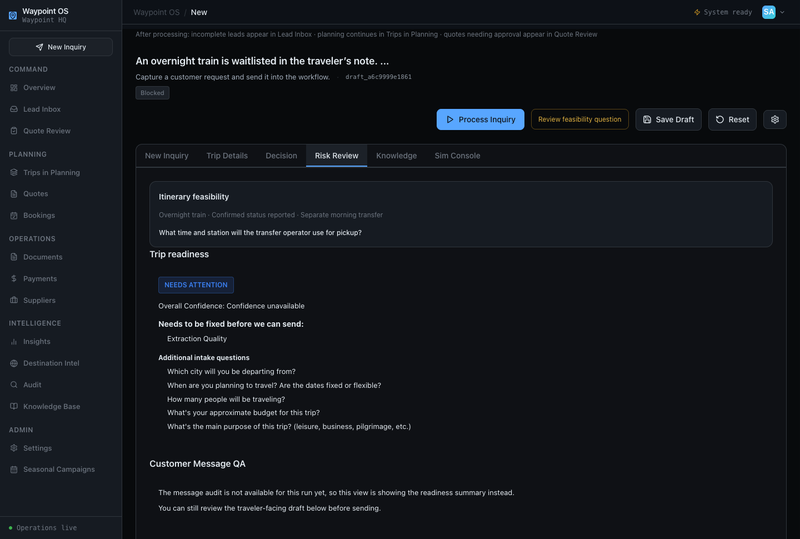 Waypoint OS
Waypoint HQ
New Inquiry
COMMAND
Overview
Lead Inbox
Quote Review
PLANNING
Trips in Planning
Quotes
Bookings
OPERATIONS
Documents
Payments
Suppliers
INTELLIGENCE
Insights
Destination Intel
Audit
Knowledge Base
ADMIN
Settings
Seasonal Campaigns
Operations live
Waypoint OS / New
System ready
SA
After processing: incomplete leads appear in Lead Inbox · planning continues in Trips in Planning · quotes needing approval appear in Quote Review
An overnight train is waitlisted in the traveler's note. ...
Capture a customer request and send it into the workflow. draft_a6c9999e1861
Blocked
Process Inquiry
Review feasibility question
Save Draft
Reset
New Inquiry
Trip Details
Decision
Risk Review
Knowledge
Sim Console
Itinerary feasibility
Overnight train · Confirmed status reported · Separate morning transfer
What time and station will the transfer operator use for pickup?
Trip readiness
NEEDS ATTENTION
Overall Confidence: Confidence unavailable
Needs to be fixed before we can send:
Extraction Quality
Additional intake questions
Which city will you be departing from?
When are you planning to travel? Are the dates fixed or flexible?
How many people will be traveling?
What's your approximate budget for this trip?
What's the main purpose of this trip? (leisure, business, pilgrimage, etc.)
Customer Message QA
The message audit is not available for this run yet, so this view is showing the readiness summary instead.
You can still review the traveler-facing draft below before sending.